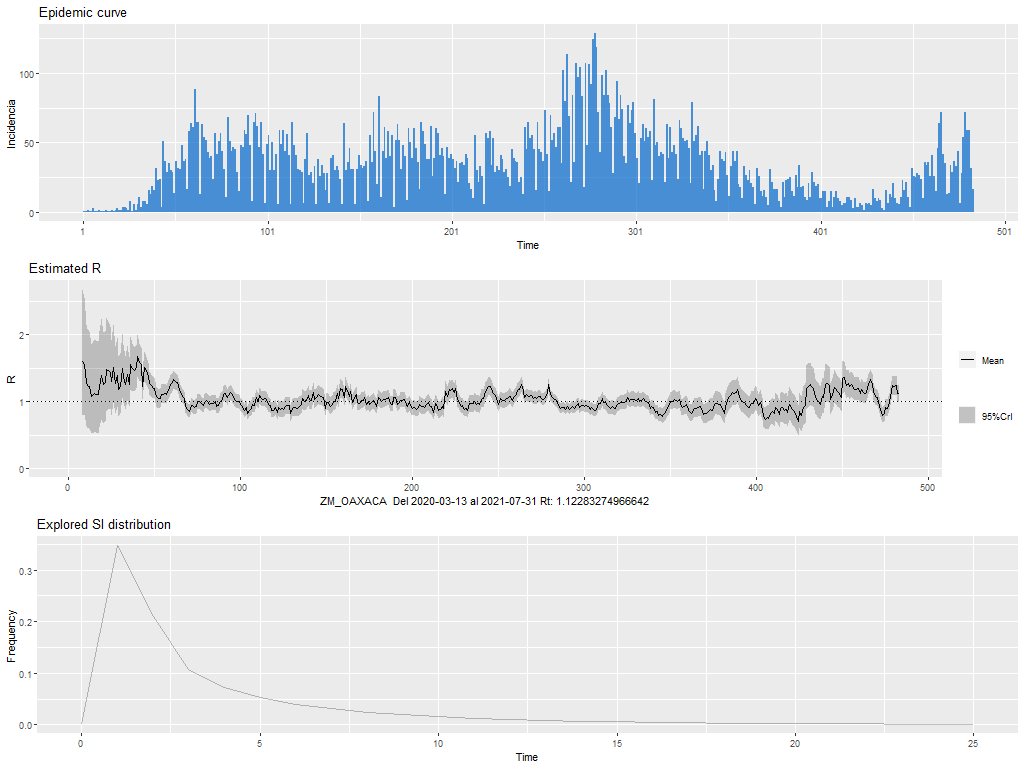 Epidemic curve
Incidencia
100
50
0
1
101
201
301
401
501
Time
Estimated R
R
2
1
0
0
100
200
300
400
500
Mean
95%CrI
ZM_OAXACA Del 2020-03-13 al 2021-07-31 Rt: 1.12283274966642
Explored SI distribution
Frequency
0.3
0.2
0.1
0.0
0
5
10
15
20
25
Time